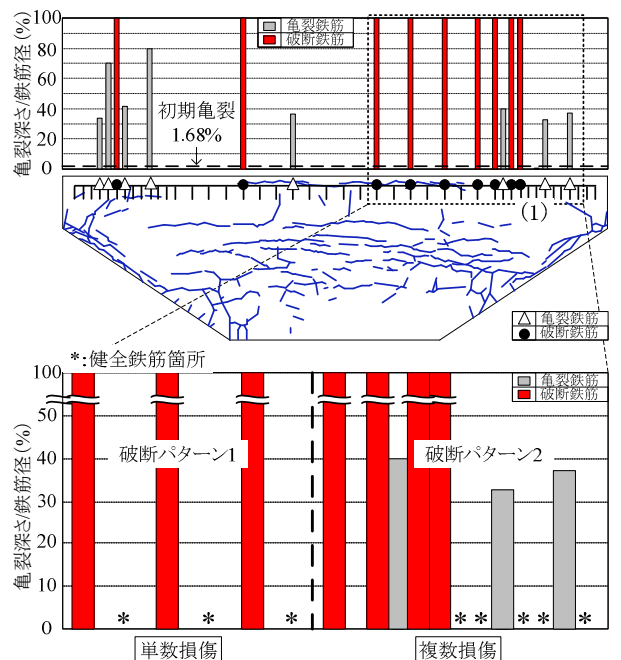 亀裂深さ/鉄筋径(%)
100
80
60
40
20
0
亀裂鉄筋
破断鉄筋
初期亀裂
1.68%
(1)
亀裂鉄筋
破断鉄筋
*:健全鉄筋箇所
亀裂深さ/鉄筋径(%)
100
50
40
30
20
10
0
亀裂鉄筋
破断鉄筋
破断パターン1
破断パターン2
* * * * * * * *
単数損傷
複数損傷